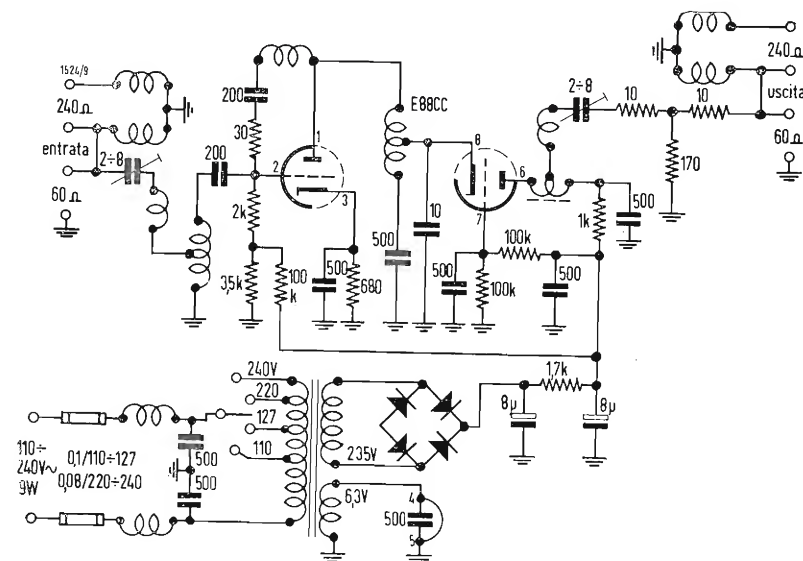 1524/9
240Ω
entrata
2÷8
60Ω
200
30
200
2k
3,5k
100
k
500
680
1
2
3
E88CC
500
10
8
6
7
500
100k
100k
500
2÷8
10
10
170
1k
500
240Ω
uscita
60Ω
110÷
240V~
9W
0,1/110÷127
0,08/220÷240
500
500
240V
220
127
110
235V
6,3V
500
4
5
1,7k
8µ
8µ